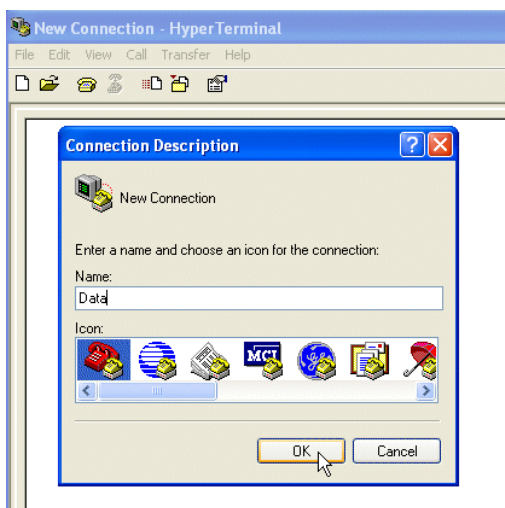 New Connection - HyperTerminal
File Edit View Call Transfer Help
Connection Description
New Connection
Enter a name and choose an icon for the connection:
Name:
Data
Icon:
MCI
OK Cancel